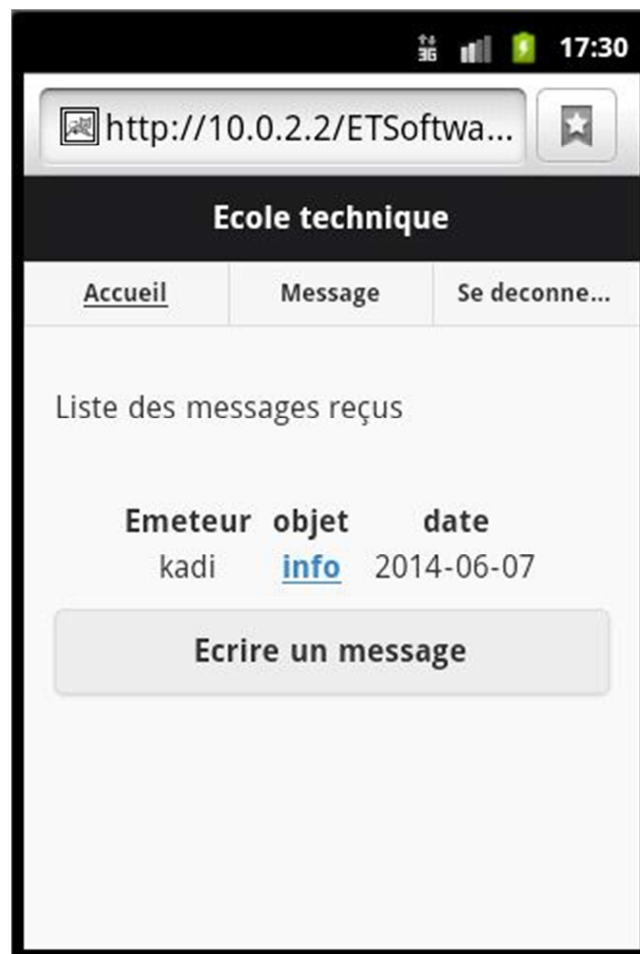 3G 17:30
http://10.0.2.2/ETSoftwa...
Ecole technique
Accueil Message Se deconne...
Liste des messages reçus
Emeteur objet date
kadi info 2014-06-07
Ecrire un message